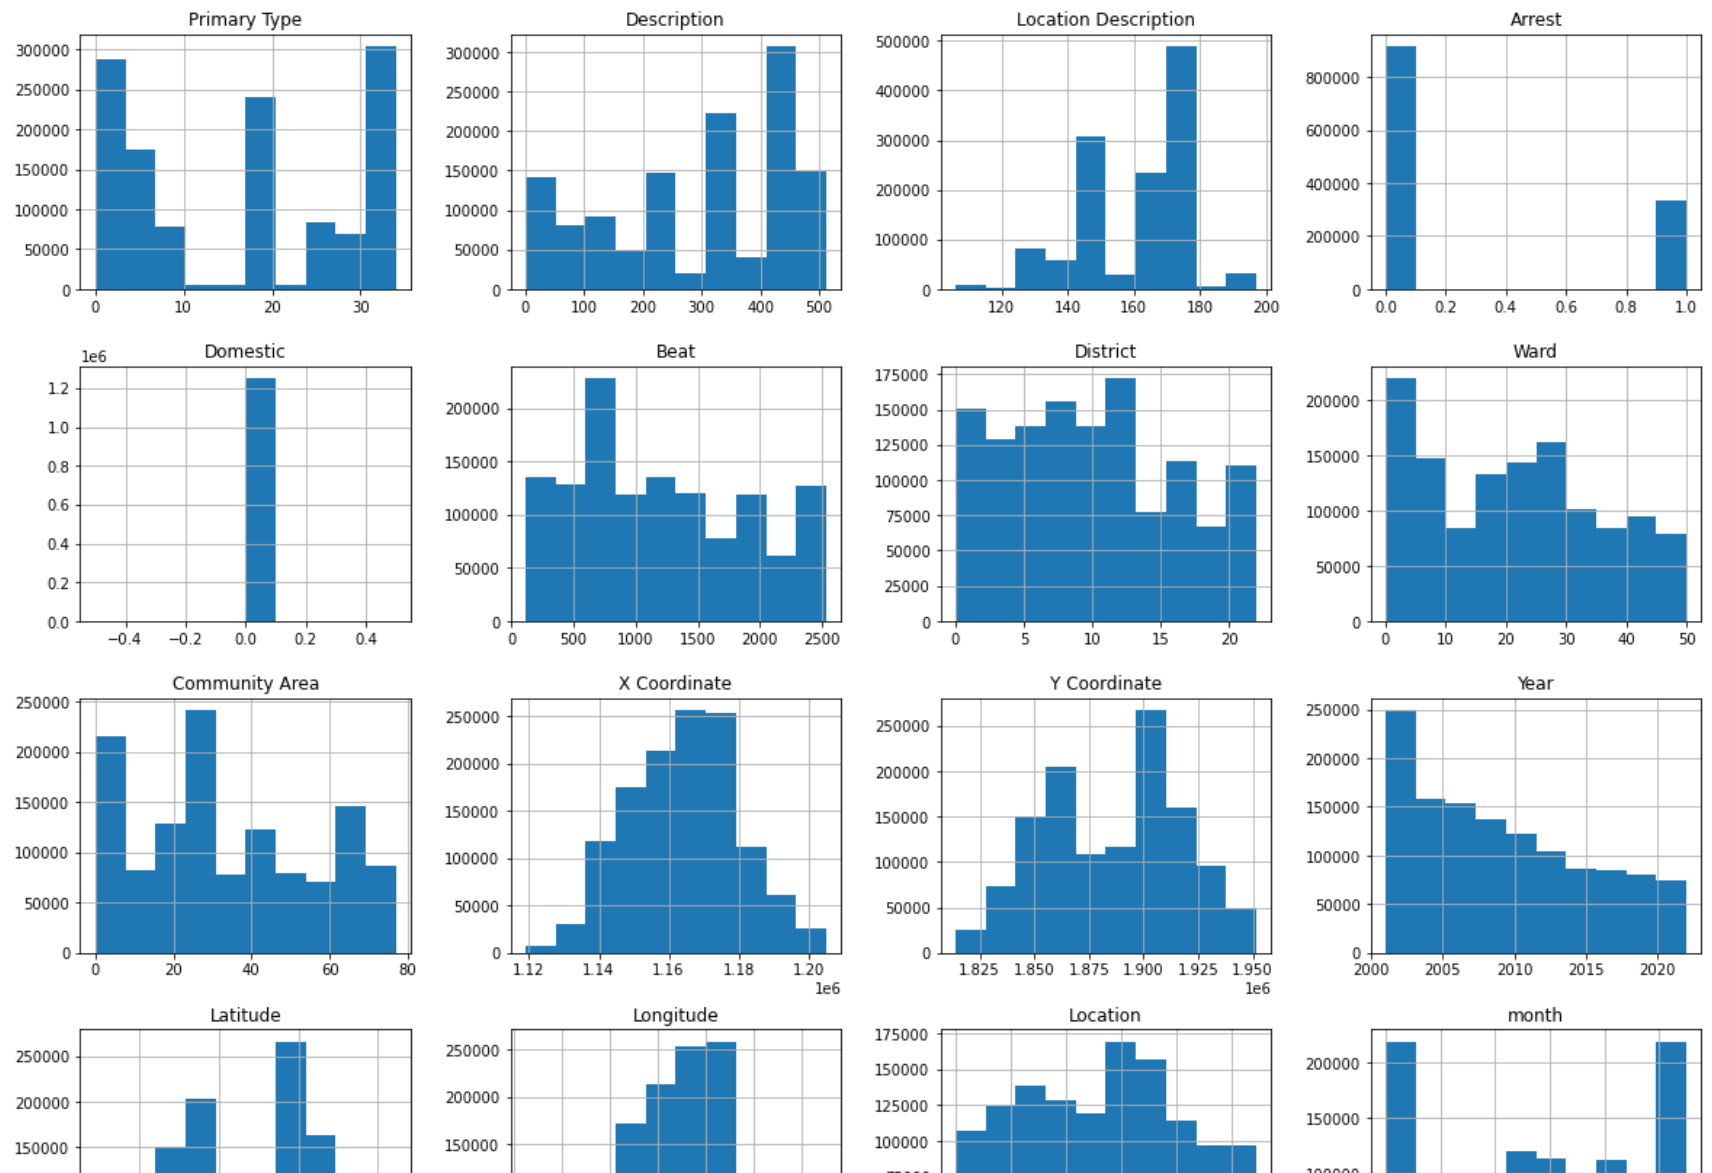 Primary Type
300000
250000
200000
150000
100000
50000
0
0 10 20 30
Description
300000
250000
200000
150000
100000
50000
0
0 100 200 300 400 500
Location Description
500000
400000
300000
200000
100000
0
120 140 160 180 200
Arrest
800000
600000
400000
200000
0
0.0 0.2 0.4 0.6 0.8 1.0
Domestic
1e6
1.2
1.0
0.8
0.6
0.4
0.2
0.0
−0.4 −0.2 0.0 0.2 0.4
Beat
200000
150000
100000
50000
0
0 500 1000 1500 2000 2500
District
175000
150000
125000
100000
75000
50000
25000
0
0 5 10 15 20
Ward
200000
150000
100000
50000
0
0 10 20 30 40 50
Community Area
250000
200000
150000
100000
50000
0
0 20 40 60 80
X Coordinate
250000
200000
150000
100000
50000
0
1.12 1.14 1.16 1.18 1.20
1e6
Y Coordinate
250000
200000
150000
100000
50000
0
1.825 1.850 1.875 1.900 1.925 1.950
1e6
Year
250000
200000
150000
100000
50000
0
2000 2005 2010 2015 2020
Latitude
250000
200000
150000
Longitude
250000
200000
150000
Location
175000
150000
125000
100000
month
200000
150000